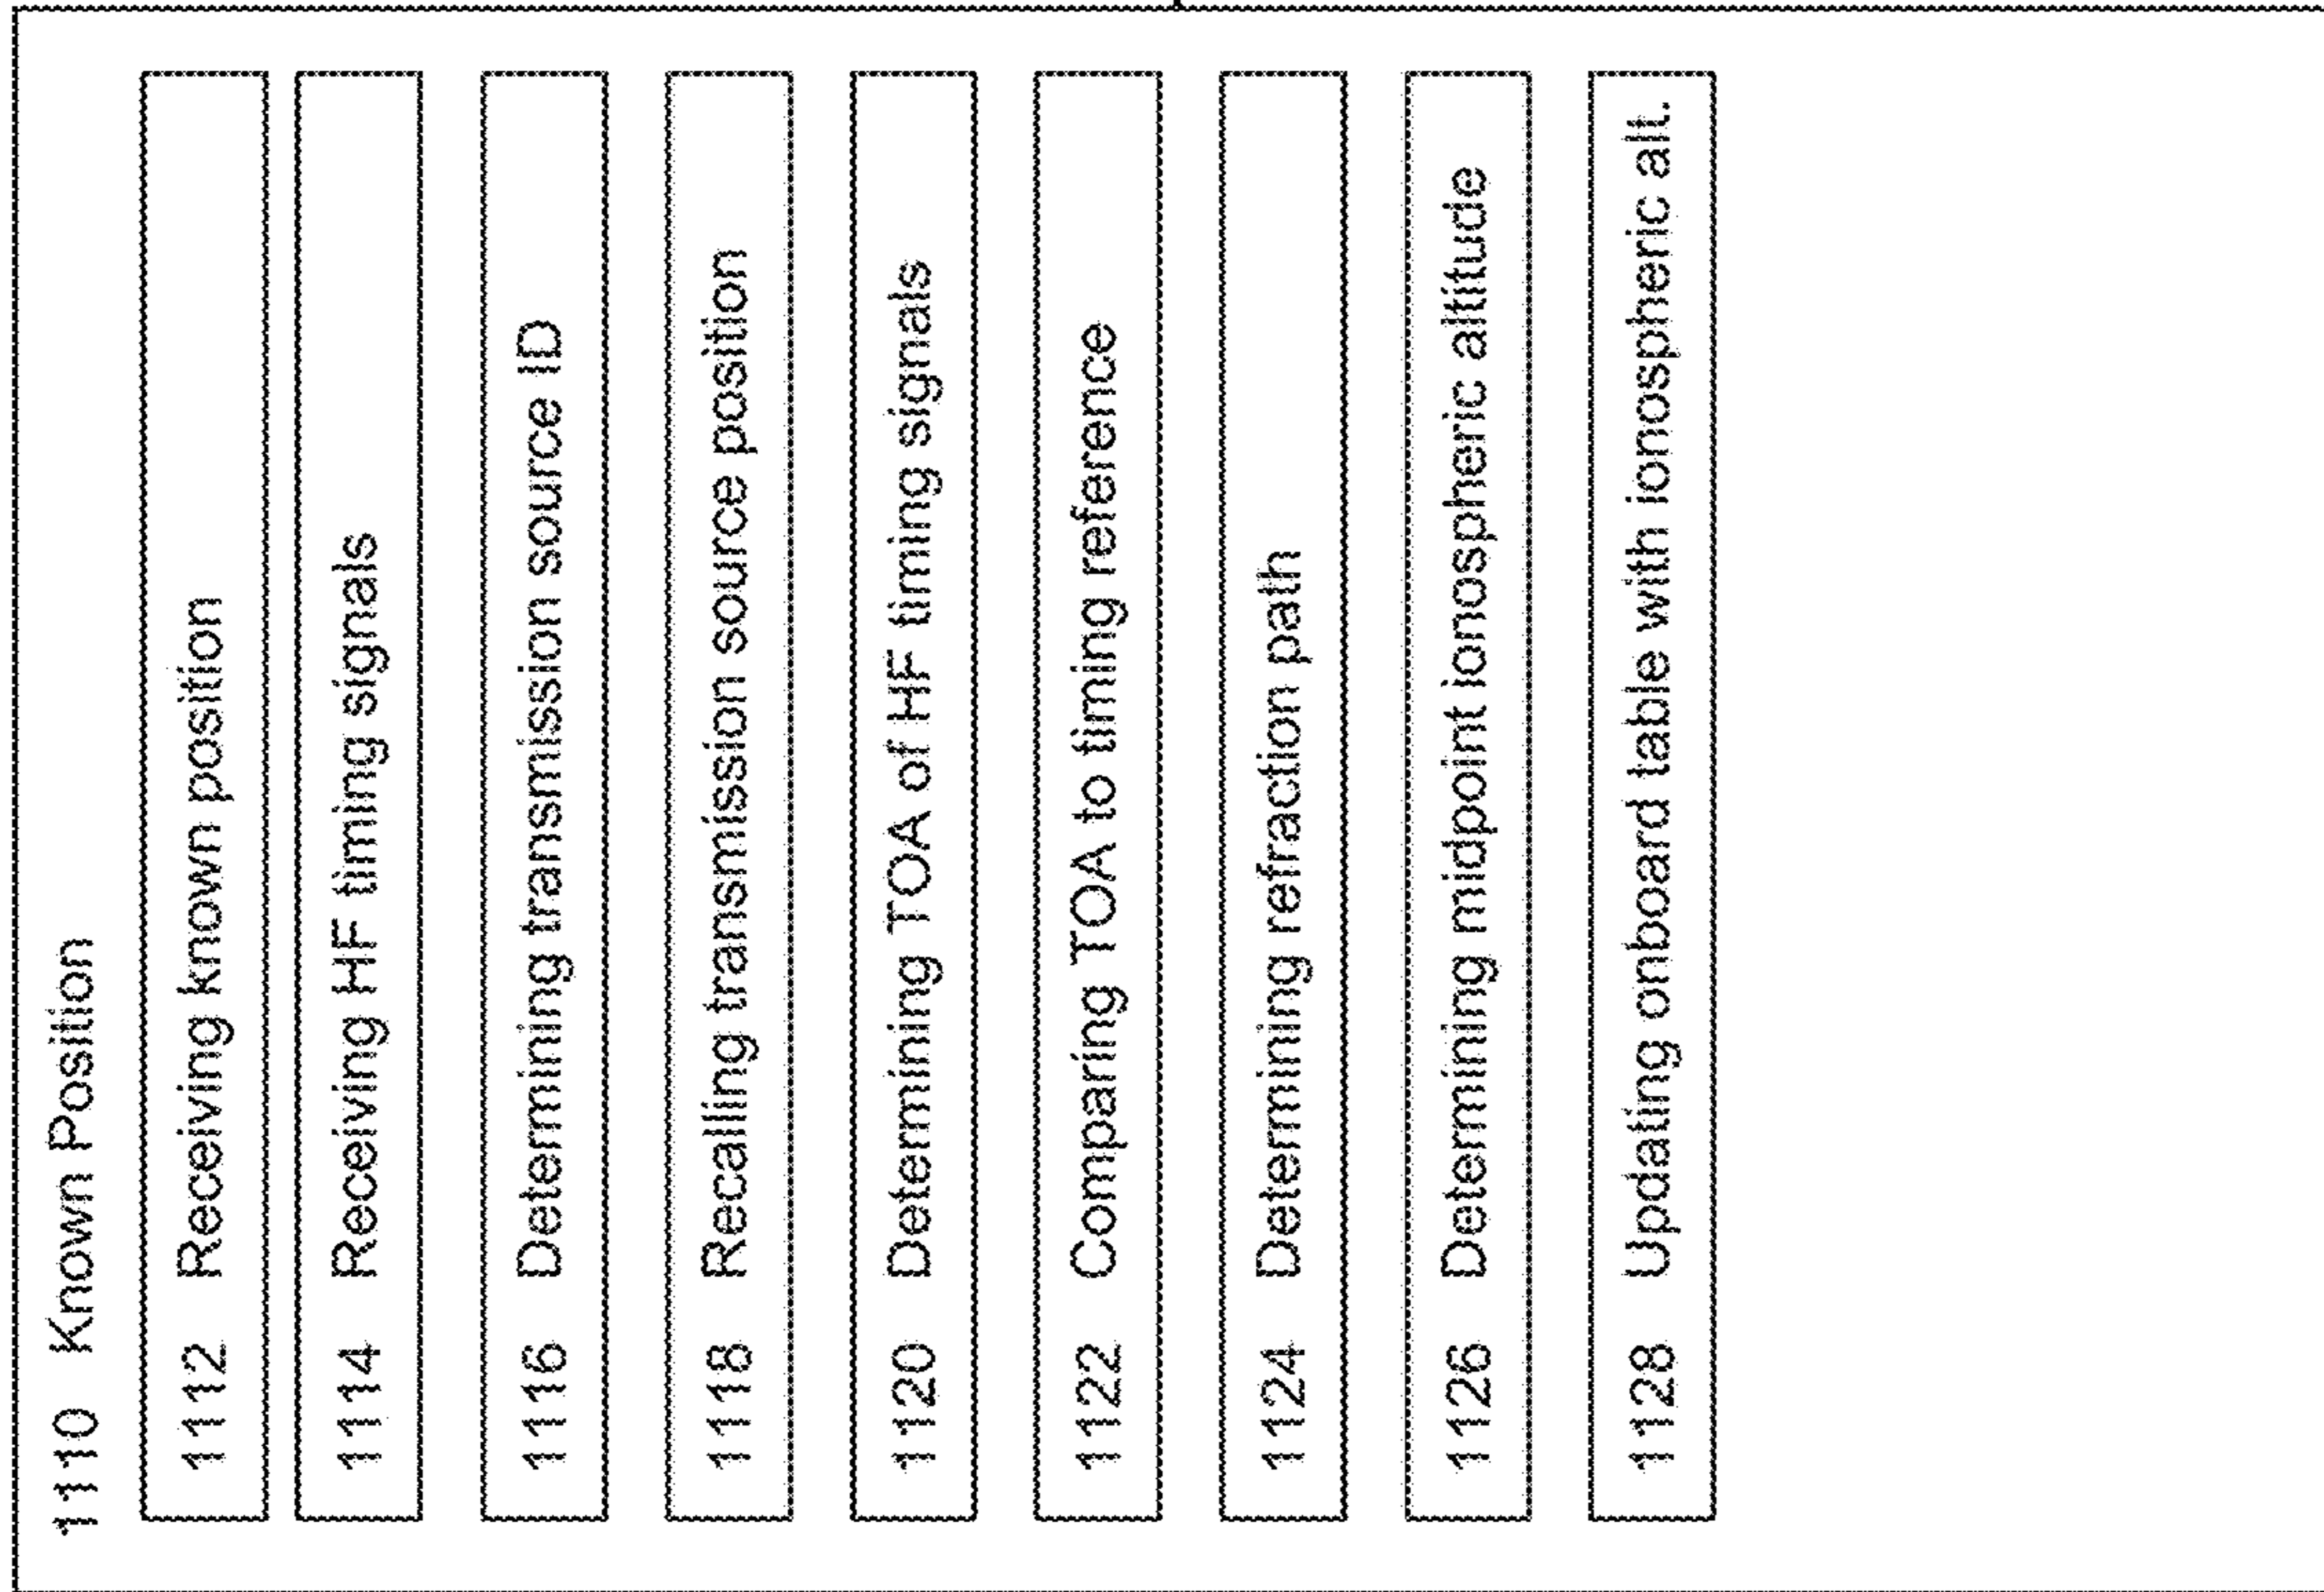 1110 Known Position
1112 Receiving known position
1114 Receiving HF timing signals
1116 Determining transmission source ID
1118 Recalling transmission source position
1120 Determining TOA of HF timing signals
1122 Comparing TOA to timing reference
1124 Determining refraction path
1126 Determining midpoint ionospheric altitude
1128 Updating onboard table with ionospheric alt.